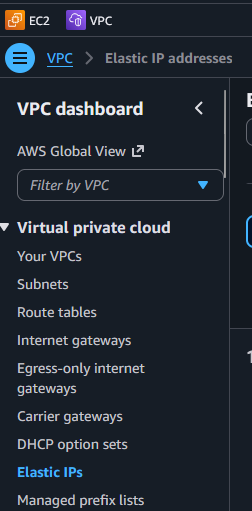 EC2 VPC
VPC > Elastic IP addresses
VPC dashboard
AWS Global View
Filter by VPC
Virtual private cloud
Your VPCs
Subnets
Route tables
Internet gateways
Egress-only internet
gateways
Carrier gateways
DHCP option sets
Elastic IPs
Managed prefix lists